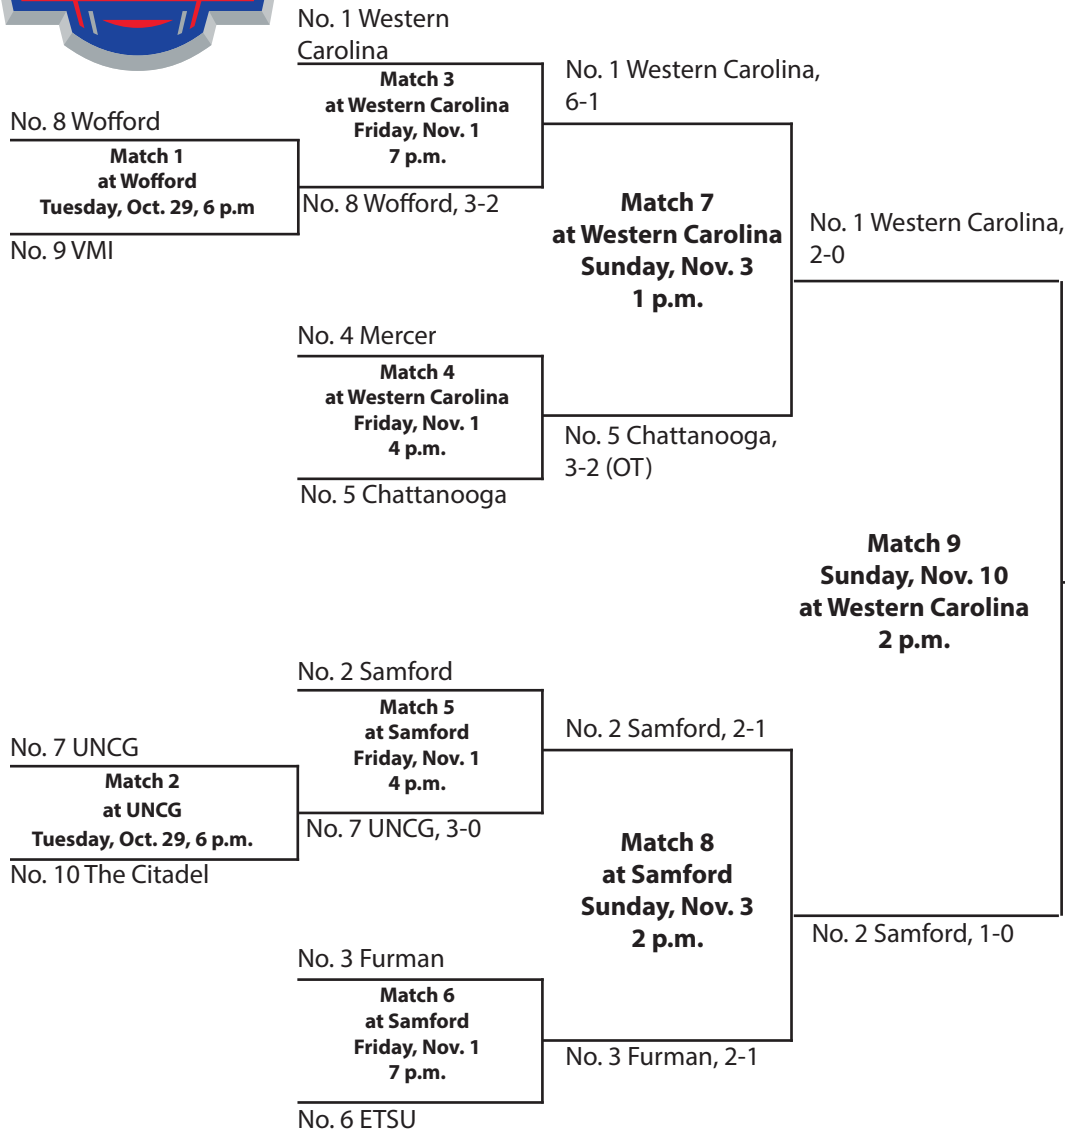 No. 1 Western
Carolina
Match 3
at Western Carolina
Friday, Nov. 1
7 p.m.
No. 1 Western Carolina,
6-1
No. 8 Wofford
Match 1
at Wofford
Tuesday, Oct. 29, 6 p.m
No. 9 VMI
No. 8 Wofford, 3-2
Match 7
at Western Carolina
Sunday, Nov. 3
1 p.m.
No. 1 Western Carolina,
2-0
No. 4 Mercer
Match 4
at Western Carolina
Friday, Nov. 1
4 p.m.
No. 5 Chattanooga
No. 5 Chattanooga,
3-2 (OT)
Match 9
Sunday, Nov. 10
at Western Carolina
2 p.m.
No. 2 Samford
Match 5
at Samford
Friday, Nov. 1
4 p.m.
No. 2 Samford, 2-1
No. 7 UNCG
Match 2
at UNCG
Tuesday, Oct. 29, 6 p.m.
No. 10 The Citadel
No. 7 UNCG, 3-0
Match 8
at Samford
Sunday, Nov. 3
2 p.m.
No. 2 Samford, 1-0
No. 3 Furman
Match 6
at Samford
Friday, Nov. 1
7 p.m.
No. 6 ETSU
No. 3 Furman, 2-1